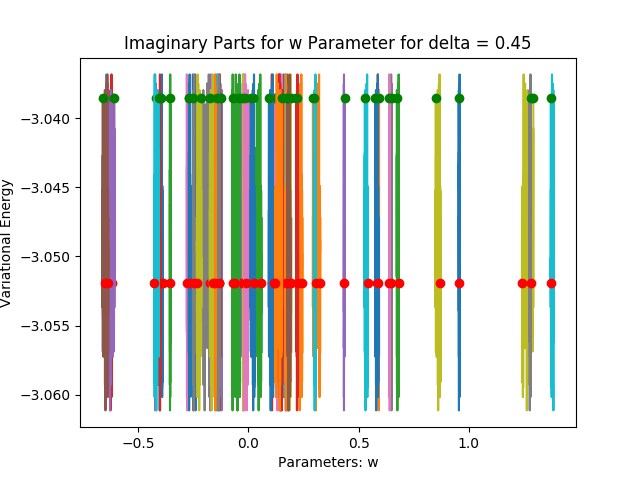 Imaginary Parts for w Parameter for delta = 0.45
Variational Energy
−3.040
−3.045
−3.050
−3.055
−3.060
−0.5 0.0 0.5 1.0
Parameters: w